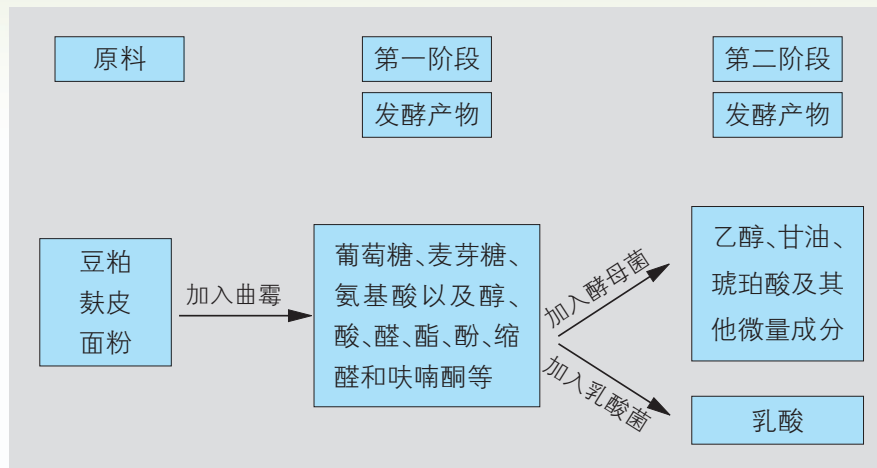 原料
第一阶段
第二阶段
发酵产物
发酵产物
豆粕
麸皮
面粉
加入曲霉
葡萄糖、麦芽糖、
氨基酸以及醇、
酸、醛、酯、酚、缩
醛和呋喃酮等
加入酵母菌
加入乳酸菌
乙醇、甘油、
琥珀酸及其
他微量成分
乳酸